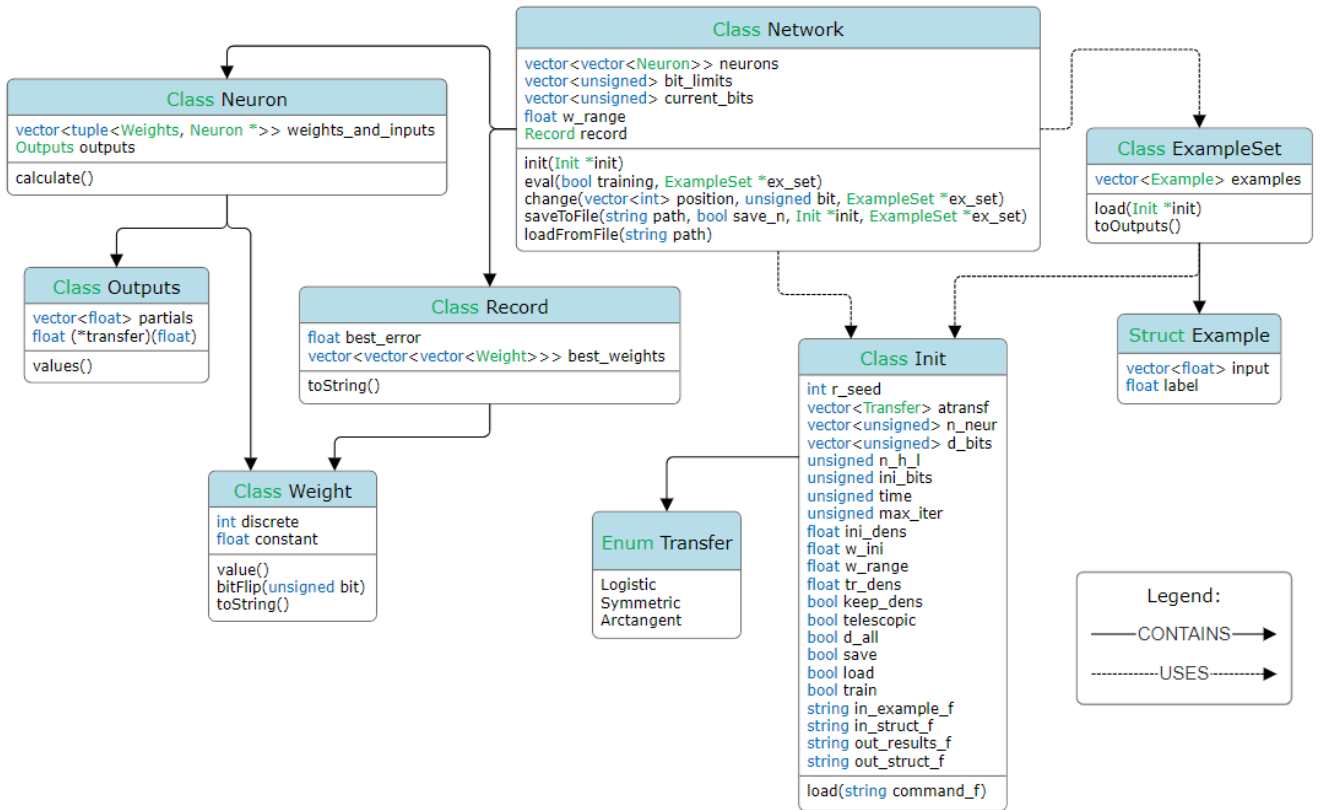 Class Network
vector<vector<Neuron>> neurons
vector<unsigned> bit_limits
vector<unsigned> current_bits
float w_range
Record record
init(Init *init)
eval(bool training, ExampleSet *ex_set)
change(vector<int> position, unsigned bit, ExampleSet *ex_set)
saveToFile(string path, bool save_n, Init *init, ExampleSet *ex_set)
loadFromFile(string path)
Class Neuron
vector<tuple<Weights, Neuron *>> weights_and_inputs
Outputs outputs
calculate()
Class ExampleSet
vector<Example> examples
load(Init *init)
toOutputs()
Class Outputs
vector<float> partials
float (*transfer)(float)
values()
Class Record
float best_error
vector<vector<vector<Weight>>> best_weights
toString()
Struct Example
vector<float> input
float label
Class Init
int r_seed
vector<Transfer> atransf
vector<unsigned> n_neur
vector<unsigned> d_bits
unsigned n_h_l
unsigned ini_bits
unsigned time
unsigned max_iter
float ini_dens
float w_ini
float w_range
float tr_dens
bool keep_dens
bool telescopic
bool d_all
bool save
bool load
bool train
string in_example_f
string in_struct_f
string out_results_f
string out_struct_f
load(string command_f)
Class Weight
int discrete
float constant
value()
bitFlip(unsigned bit)
toString()
Enum Transfer
Logistic
Symmetric
Arctangent
Legend:
CONTAINS
USES